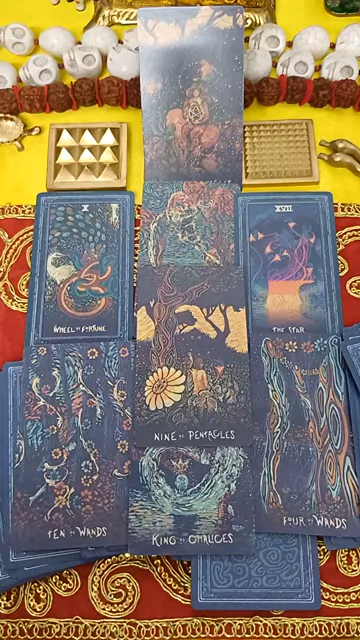 X
XVII
WHEEL OF FORTUNE
THE STAR
NINE OF PENTACLES
TEN OF WANDS
KING OF CHALICES
FOUR OF WANDS